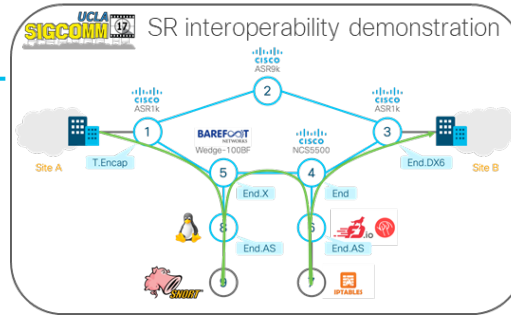 UCLA
SIGCOMM 17
SR interoperability demonstration
CISCO
ASR9k
2
CISCO
ASR1k
CISCO
ASR1k
1
3
BAREFOOT
NETWORKS
Wedge-100BF
CISCO
NCS5500
Site A
T.Encap
End.DX6
Site B
5
4
End.X
End
8
6
.io
End.AS
End.AS
SNORT
9
7
IPTABLES